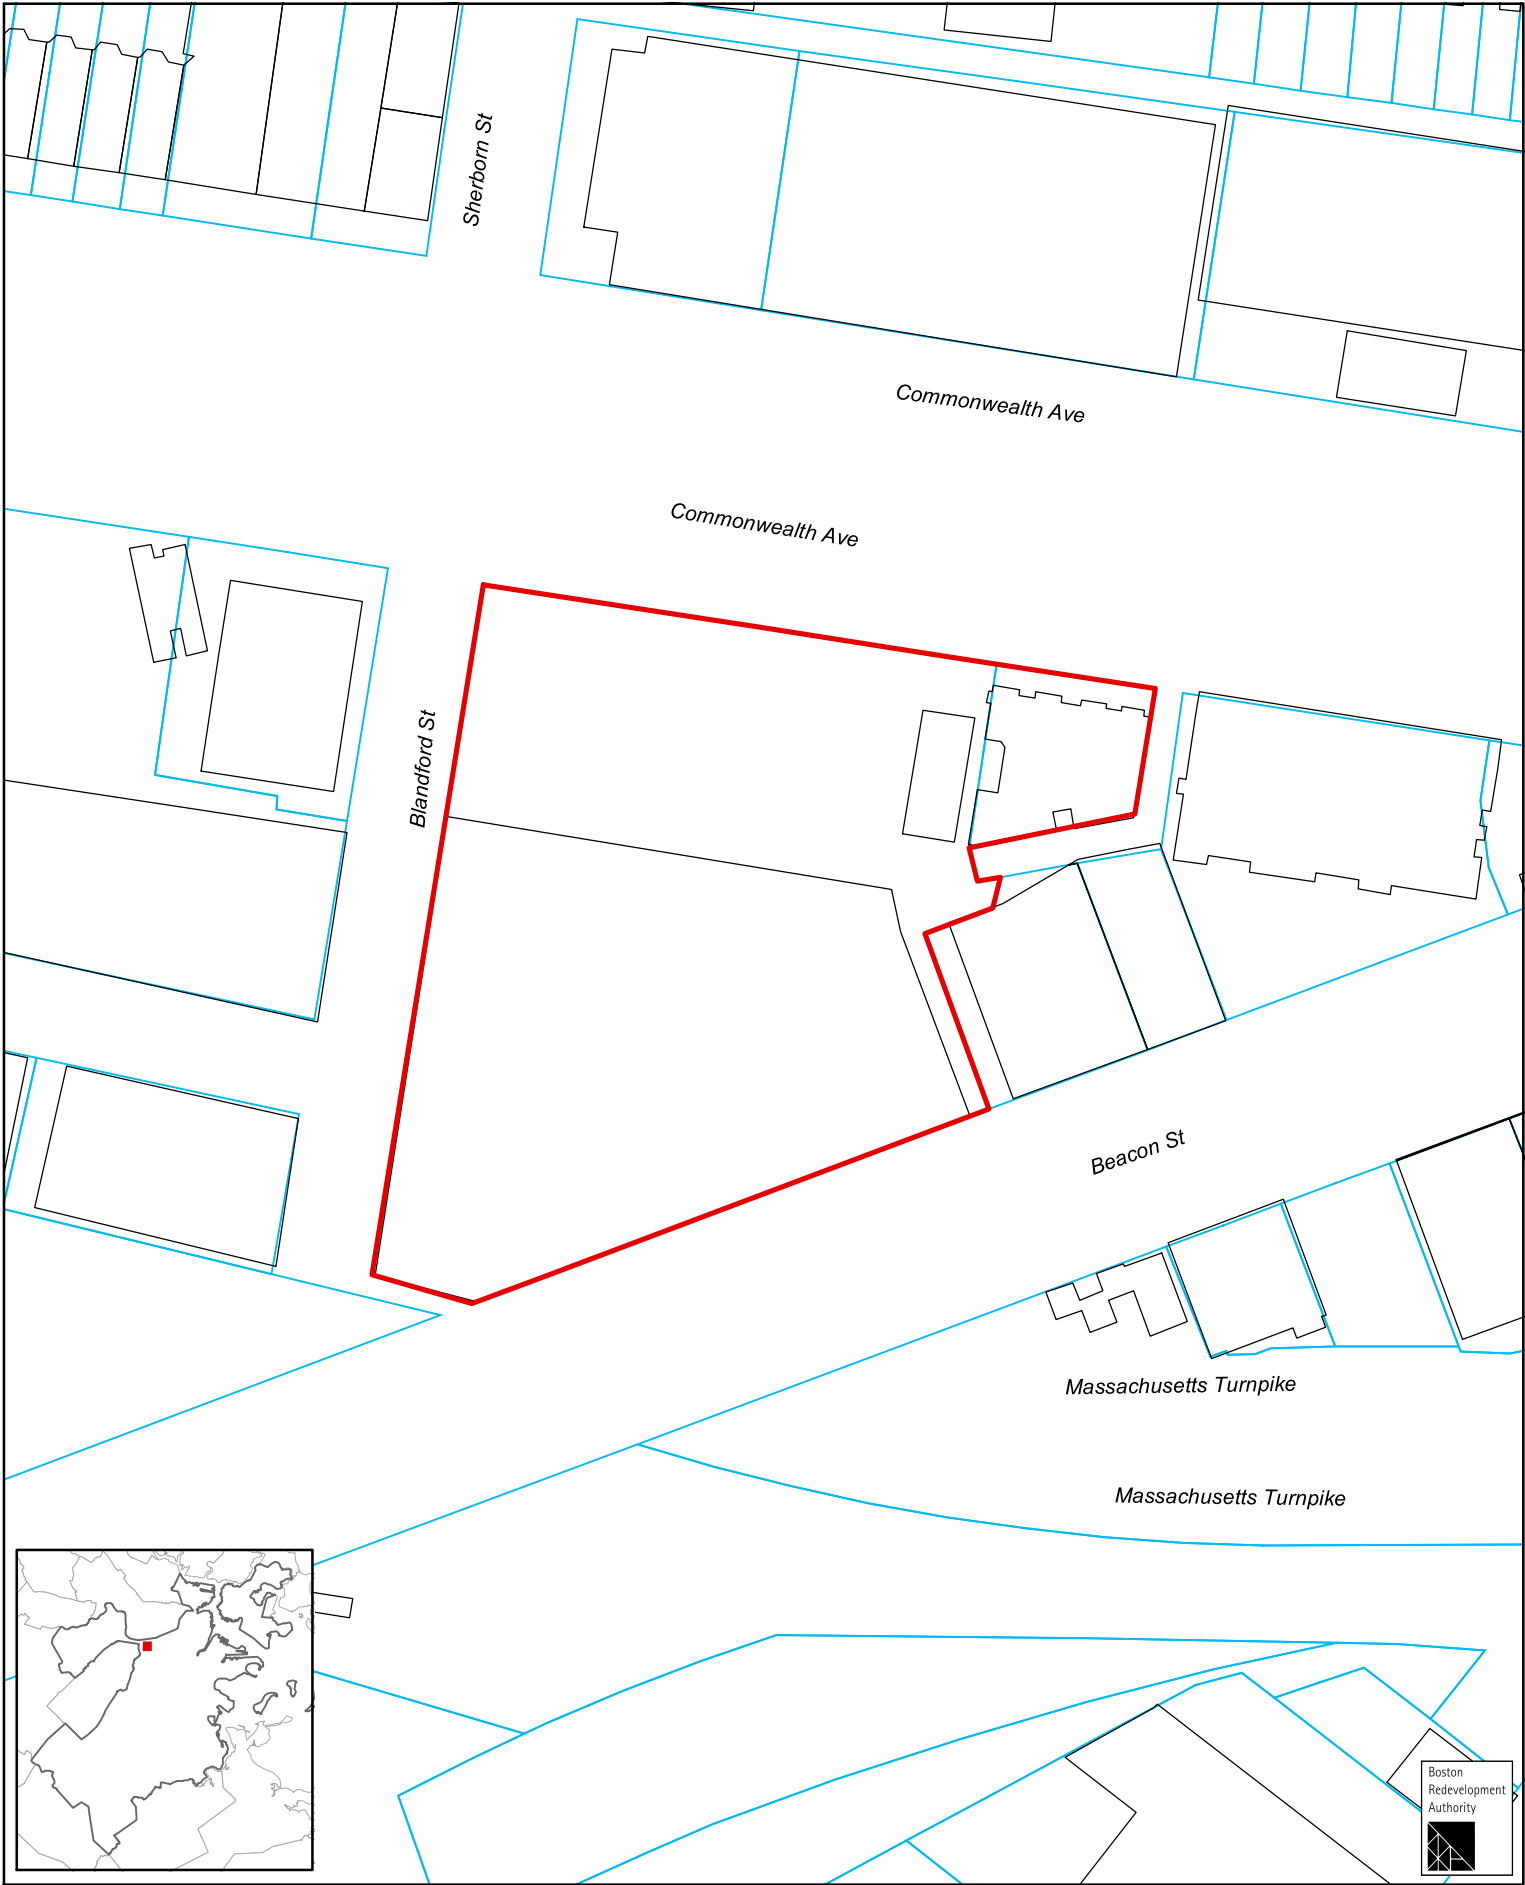 Sherborn St
Commonwealth Ave
Commonwealth Ave
Blandford St
Beacon St
Massachusetts Turnpike
Massachusetts Turnpike
Boston
Redevelopment
Authority